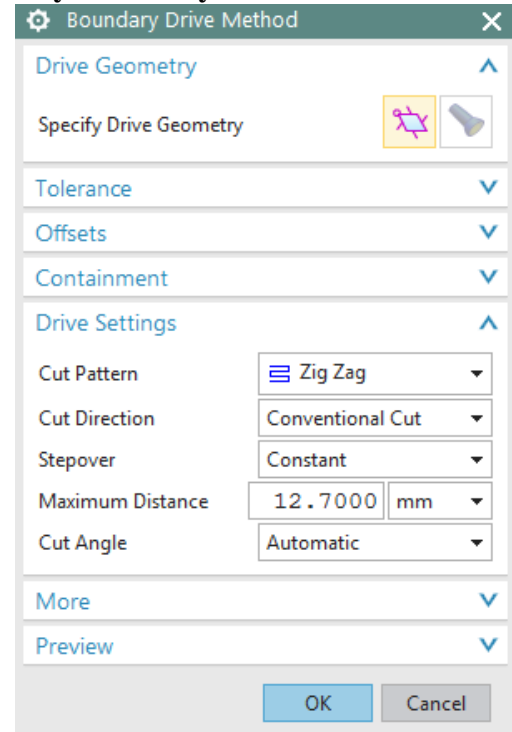 Boundary Drive Method
Drive Geometry
Specify Drive Geometry
Tolerance
Offsets
Containment
Drive Settings
Cut Pattern Zig Zag
Cut Direction Conventional Cut
Stepover Constant
Maximum Distance 12.7000 mm
Cut Angle Automatic
More
Preview
OK Cancel